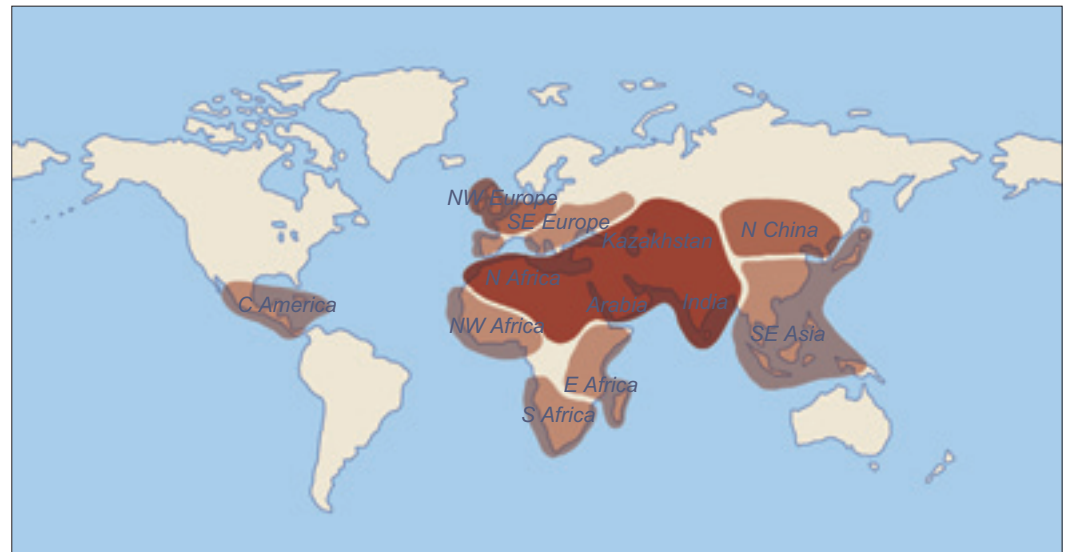 NW Europe
SE Europe
Kazakhstan
N China
N Africa
Arabia
India
C America
NW Africa
SE Asia
E Africa
S Africa